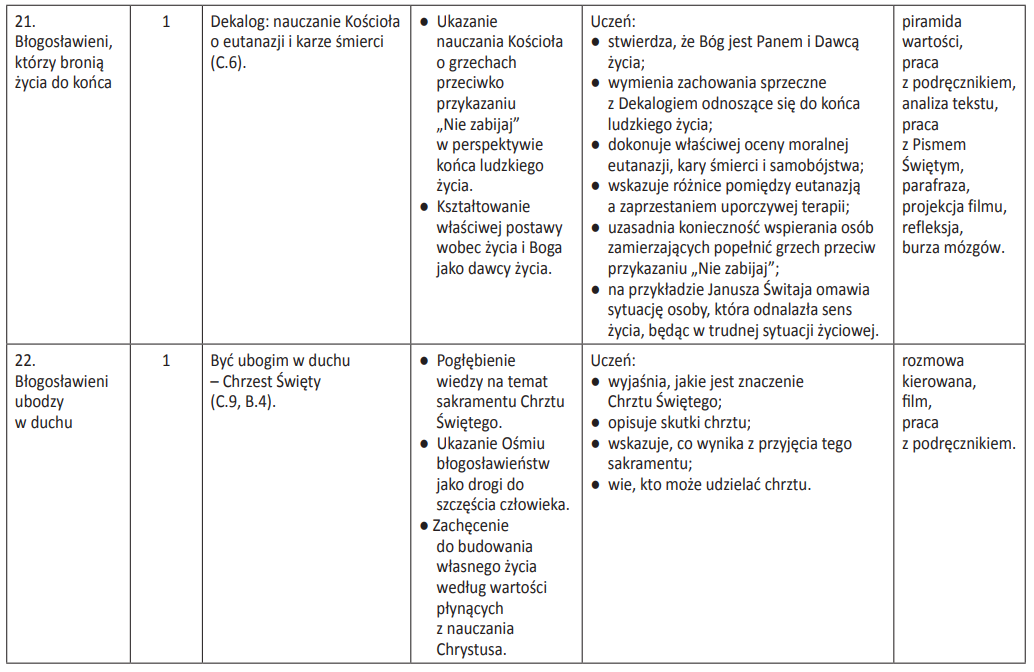 21.
Błogosławieni,
którzy bronią
życia do końca
1
Dekalog: nauczanie Kościoła
o eutanazji i karze śmierci
(C.6).
● Ukazanie
nauczania Kościoła
o grzechach
przeciwko
przykazaniu
„Nie zabijaj”
w perspektywie
końca ludzkiego
życia.
● Kształtowanie
właściwej postawy
wobec życia i Boga
jako dawcy życia.
Uczeń:
● stwierdza, że Bóg jest Panem i Dawcą
życia;
● wymienia zachowania sprzeczne
z Dekalogiem odnoszące się do końca
ludzkiego życia;
● dokonuje właściwej oceny moralnej
eutanazji, kary śmierci i samobójstwa;
● wskazuje różnice pomiędzy eutanazją
a zaprzestaniem uporczywej terapii;
● uzasadnia konieczność wspierania osób
zamierzających popełnić grzech przeciw
przykazaniu „Nie zabijaj”;
● na przykładzie Janusza Świtaja omawia
sytuację osoby, która odnalazła sens
życia, będąc w trudnej sytuacji życiowej.
piramida
wartości,
praca
z podręcznikiem,
analiza tekstu,
praca
z Pismem
Świętym,
parafraza,
projekcja filmu,
refleksja,
burza mózgów.
22.
Błogosławieni
ubodzy
w duchu
1
Być ubogim w duchu
– Chrzest Święty
(C.9, B.4).
● Pogłębienie
wiedzy na temat
sakramentu Chrztu
Świętego.
● Ukazanie Ośmiu
błogosławieństw
jako drogi do
szczęścia człowieka.
● Zachęcenie
do budowania
własnego życia
według wartości
płynących
z nauczania
Chrystusa.
Uczeń:
● wyjaśnia, jakie jest znaczenie
Chrztu Świętego;
● opisuje skutki chrztu;
● wskazuje, co wynika z przyjęcia tego
sakramentu;
● wie, kto może udzielać chrztu.
rozmowa
kierowana,
film,
praca
z podręcznikiem.